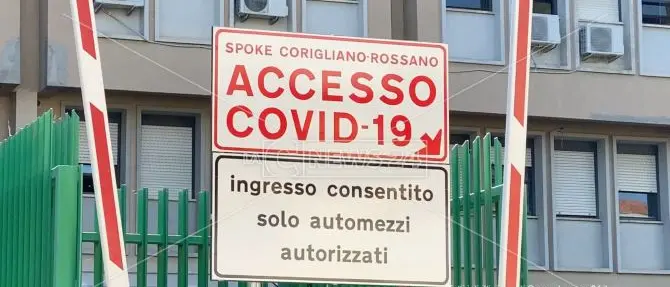 SPOKE CORIGLIANO-ROSSANO
ACCESSO
COVID-19
ingresso consentito
solo automezzi
autorizzati